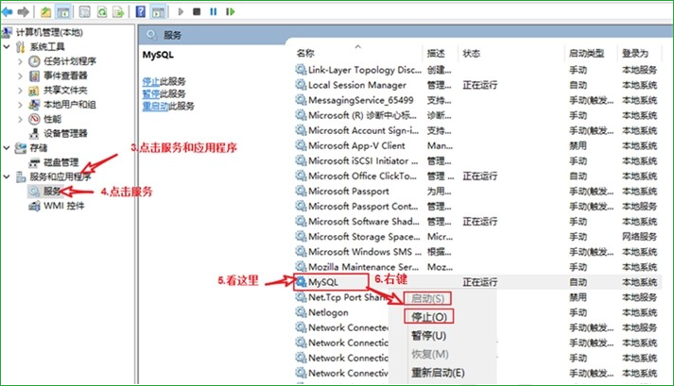 计算机管理(本地)
系统工具
任务计划程序
事件查看器
共享文件夹
本地用户和组
性能
设备管理器
存储
磁盘管理
服务和应用程序
服务
WMI 控件
3.点击服务和应用程序
4.点击服务
服务
MySQL
停止此服务
暂停此服务
重启动此服务
名称 描述 状态 启动类型 登录为
Link-Layer Topology Disc... 创建... 手动 本地服务
Local Session Manager 管理... 正在运行 自动 本地系统
MessagingService_65499 支持... 手动(触发... 本地系统
Microsoft (R) 诊断中心标... 诊断... 手动 本地系统
Microsoft Account Sign-i... 支持... 手动(触发... 本地系统
Microsoft App-V Client Man... 禁用 本地系统
Microsoft iSCSI Initiator ... 管理... 手动 本地系统
Microsoft Office ClickTo... 管理... 正在运行 自动 本地系统
Microsoft Passport 为用... 手动(触发... 本地系统
Microsoft Passport Cont... 管理... 手动(触发... 本地服务
Microsoft Software Shad... 管理... 正在运行 手动 本地系统
Microsoft Storage Space... Micr... 手动 网络服务
Microsoft Windows SMS ... 根据... 手动(触发... 本地系统
Mozilla Maintenance Ser... Moz... 手动 本地系统
5.看这里
MySQL 正在运行 自动 本地系统
6.右键
Net.Tcp Port Shar 禁用 本地服务
Netlogon 手动 本地系统
Network Connected 手动(触发... 本地系统
Network Connectio 手动 本地系统
Network Connectiv 手动(触发... 本地系统
启动(S)
停止(O)
暂停(U)
恢复(M)
重新启动(E)